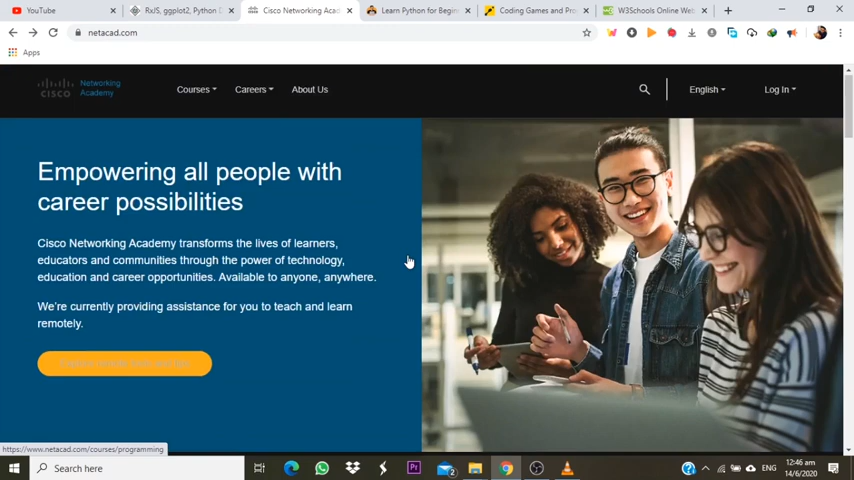 YouTube
RxJS, ggplot2, Python D
Cisco Networking Acad
Learn Python for Begin
Coding Games and Pro
W3Schools Online Web
netacad.com
Apps
CISCO
Networking
Academy
Courses
Careers
About Us
English
Log In
Empowering all people with
career possibilities
Cisco Networking Academy transforms the lives of learners,
educators and communities through the power of technology,
education and career opportunities. Available to anyone, anywhere.
We're currently providing assistance for you to teach and learn
remotely.
https://www.netacad.com/courses/programming
Search here
Pr
2
ENG
12:46 am
14/6/2020